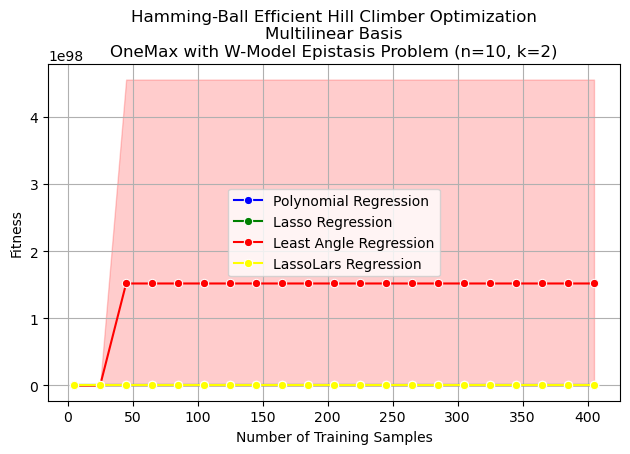 Hamming-Ball Efficient Hill Climber Optimization
Multilinear Basis
OneMax with W-Model Epistasis Problem (n=10, k=2)
1e98
4
3
2
1
0
Fitness
Polynomial Regression
Lasso Regression
Least Angle Regression
LassoLars Regression
0 50 100 150 200 250 300 350 400
Number of Training Samples